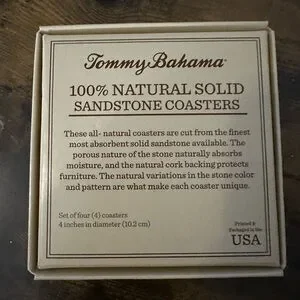 Tommy Bahama
100% NATURAL SOLID
SANDSTONE COASTERS
These all- natural coasters are cut from the finest
most absorbent solid sandstone available. The
porous nature of the stone naturally absorbs
moisture, and the natural cork backing protects
furniture. The natural variations in the stone color
and pattern are what make each coaster unique.
Set of four (4) coasters
4 inches in diameter (10.2 cm)
Printed &
Packaged in the
USA